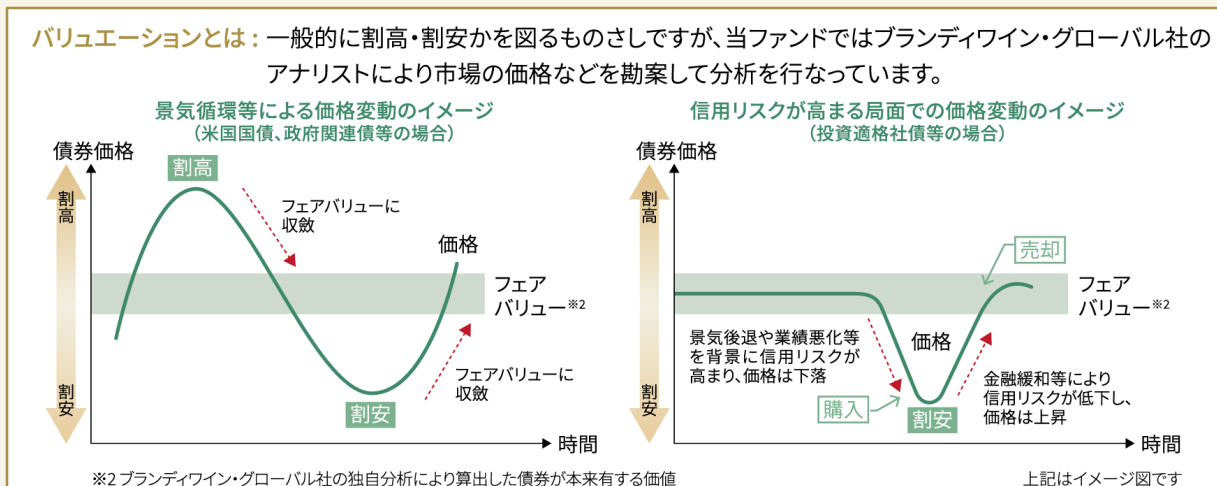 バリュエーションとは : 一般的に割高・割安かを図るものさしですが、当ファンドではブランディワイン・グローバル社の
アナリストにより市場の価格などを勘案して分析を行なっています。
景気循環等による価格変動のイメージ
（米国国債、政府関連債等の場合）
債券価格
割高
割高
フェアバリューに
収斂
価格
フェア
バリュー※2
フェアバリューに
収斂
割安
割安
時間
信用リスクが高まる局面での価格変動のイメージ
（投資適格社債等の場合）
債券価格
割高
売却
フェア
バリュー※2
景気後退や業績悪化等
を背景に信用リスクが
高まり、価格は下落
価格
金融緩和等により
信用リスクが低下し、
価格は上昇
購入
割安
割安
時間
※2 ブランディワイン・グローバル社の独自分析により算出した債券が本来有する価値
上記はイメージ図です